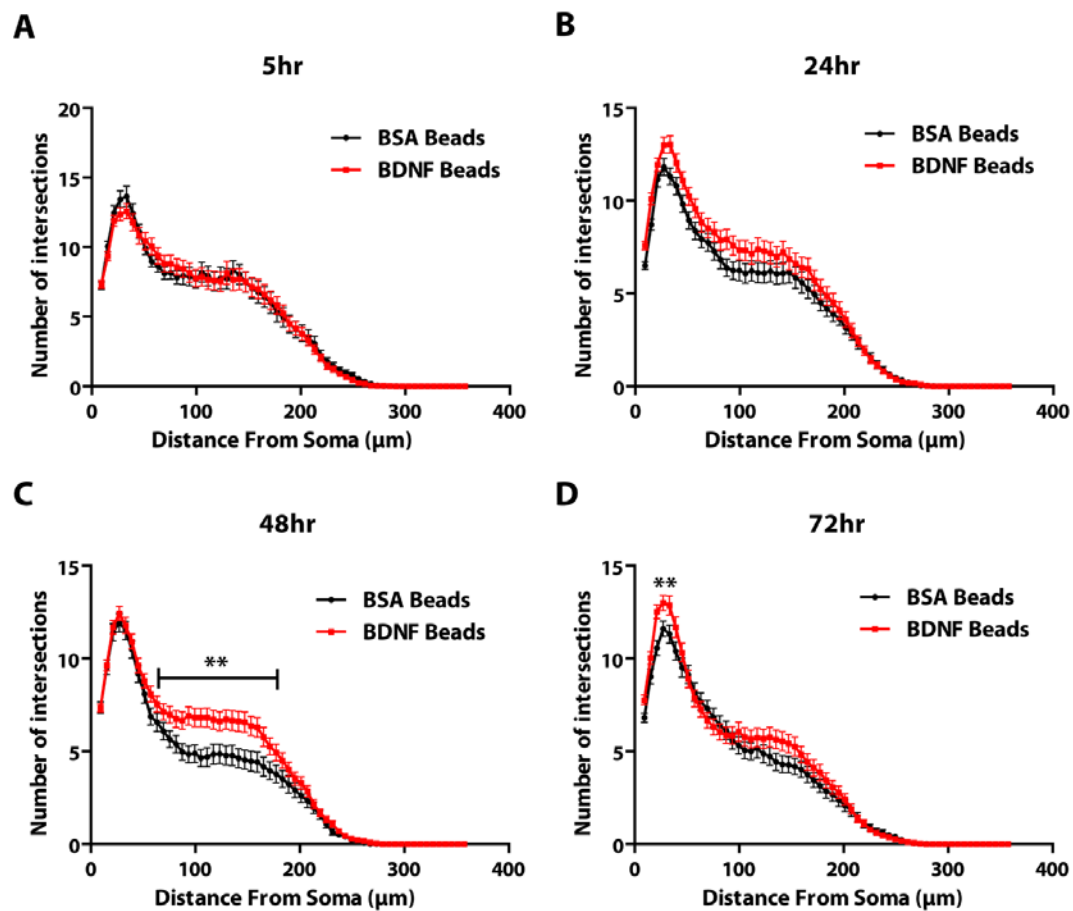 A
5hr
Number of intersections
20
15
10
5
0
BSA Beads
BDNF Beads
0 100 200 300 400
Distance From Soma (µm)
B
24hr
Number of intersections
15
10
5
0
BSA Beads
BDNF Beads
0 100 200 300 400
Distance From Soma (µm)
C
48hr
Number of intersections
15
10
5
0
**
BSA Beads
BDNF Beads
0 100 200 300 400
Distance From Soma (µm)
D
72hr
Number of intersections
15
10
5
0
**
BSA Beads
BDNF Beads
0 100 200 300 400
Distance From Soma (µm)